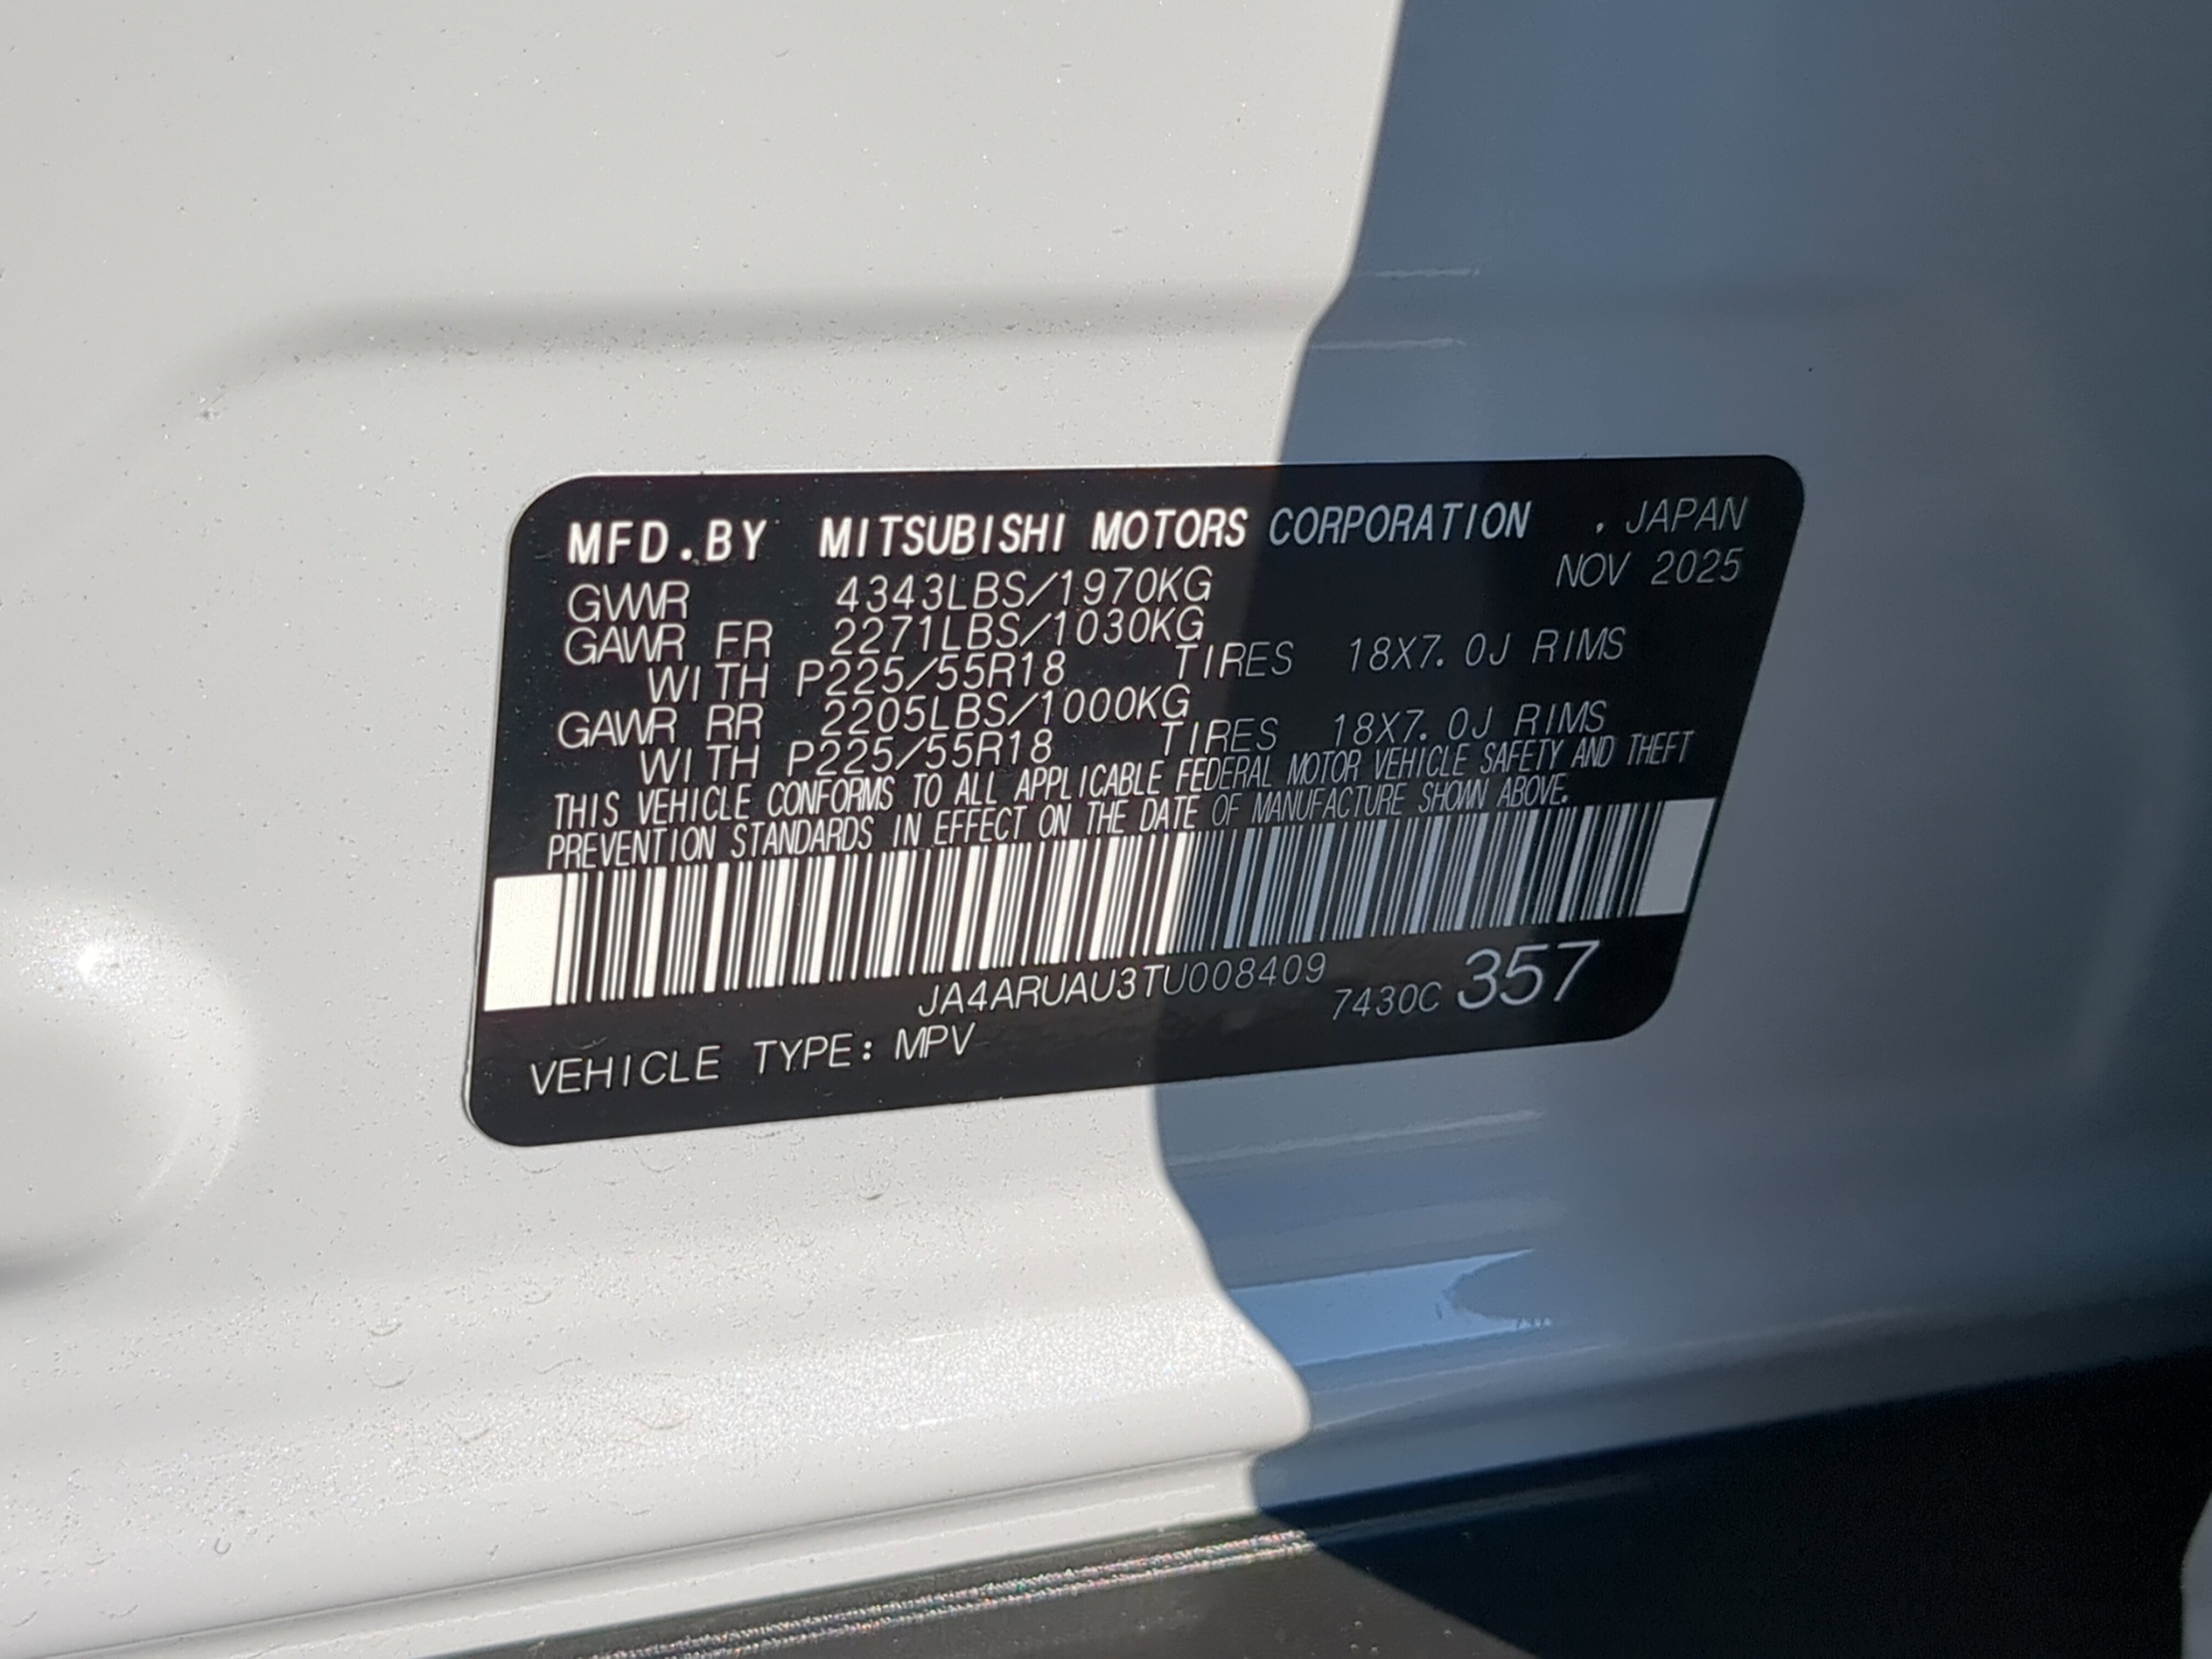 MFD.BY MITSUBISHI MOTORS CORPORATION , JAPAN
NOV 2025
GVWR 4343LBS/1970KG
GAWR FR 2271LBS/1030KG
WITH P225/55R18 TIRES 18X7.0J RIMS
GAWR RR 2205LBS/1000KG
WITH P225/55R18 TIRES 18X7.0J RIMS
THIS VEHICLE CONFORMS TO ALL APPLICABLE FEDERAL MOTOR VEHICLE SAFETY AND THEFT
PREVENTION STANDARDS IN EFFECT ON THE DATE OF MANUFACTURE SHOWN ABOVE.
JA4ARUAU3TU008409 7430C 357
VEHICLE TYPE: MPV